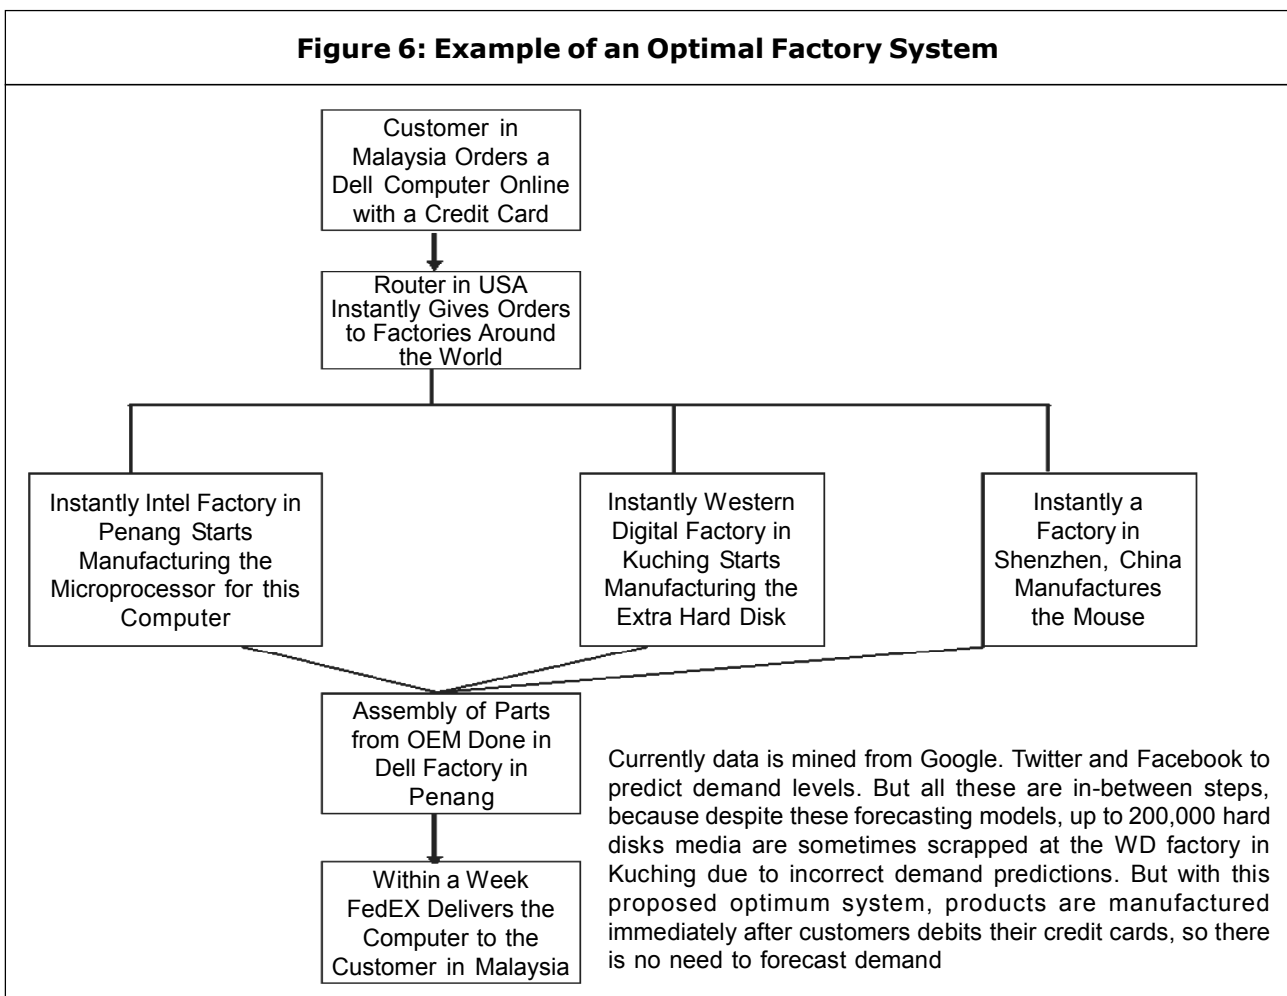 Figure 6: Example of an Optimal Factory System
Customer in
Malaysia Orders a
Dell Computer Online
with a Credit Card
Router in USA
Instantly Gives Orders
to Factories Around
the World
Instantly Intel Factory in
Penang Starts
Manufacturing the
Microprocessor for this
Computer
Instantly Western
Digital Factory in
Kuching Starts
Manufacturing the
Extra Hard Disk
Instantly a
Factory in
Shenzhen, China
Manufactures
the Mouse
Assembly of Parts
from OEM Done in
Dell Factory in
Penang
Within a Week
FedEX Delivers the
Computer to the
Customer in Malaysia
Currently data is mined from Google. Twitter and Facebook to
predict demand levels. But all these are in-between steps,
because despite these forecasting models, up to 200,000 hard
disks media are sometimes scrapped at the WD factory in
Kuching due to incorrect demand predictions. But with this
proposed optimum system, products are manufactured
immediately after customers debits their credit cards, so there
is no need to forecast demand